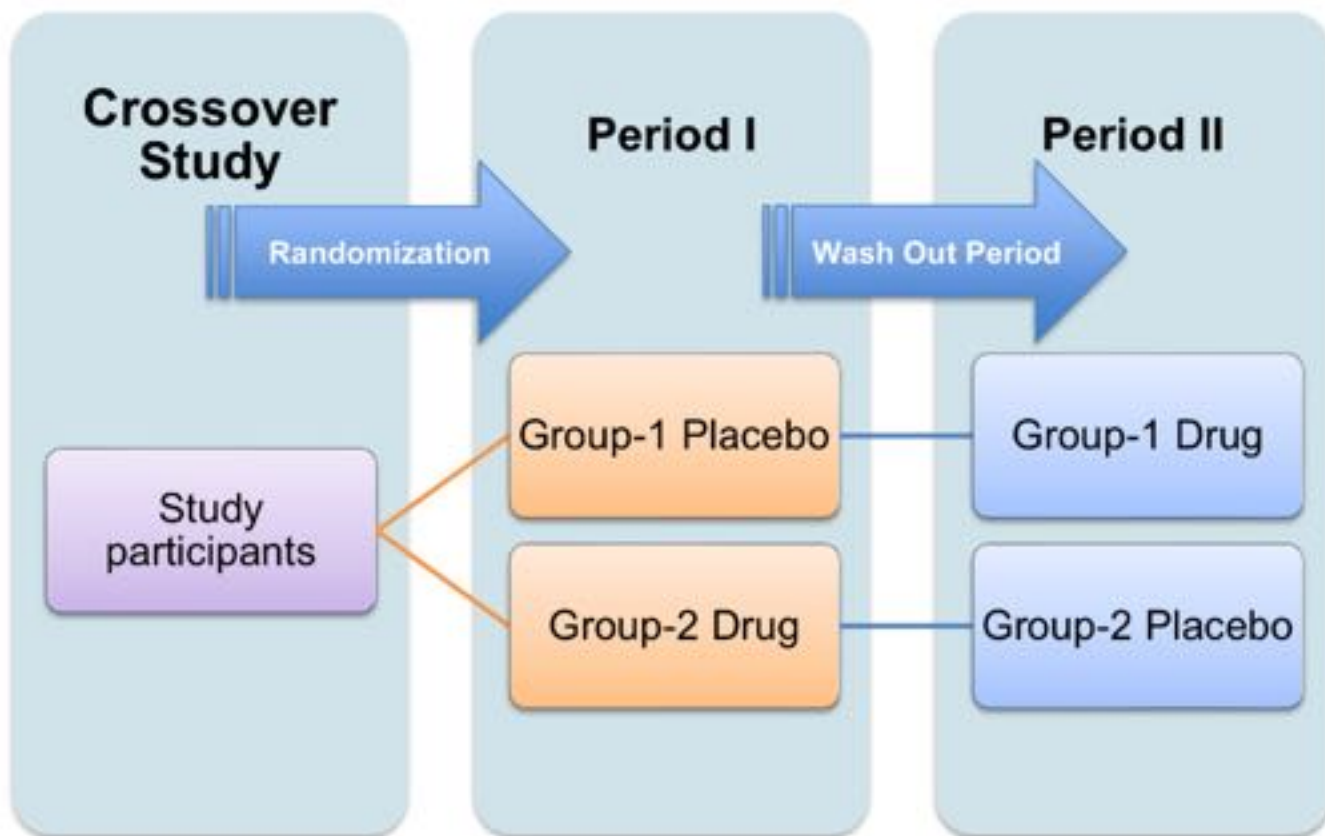 Crossover
Study
Period I
Period II
Randomization
Wash Out Period
Study
participants
Group-1 Placebo
Group-1 Drug
Group-2 Drug
Group-2 Placebo